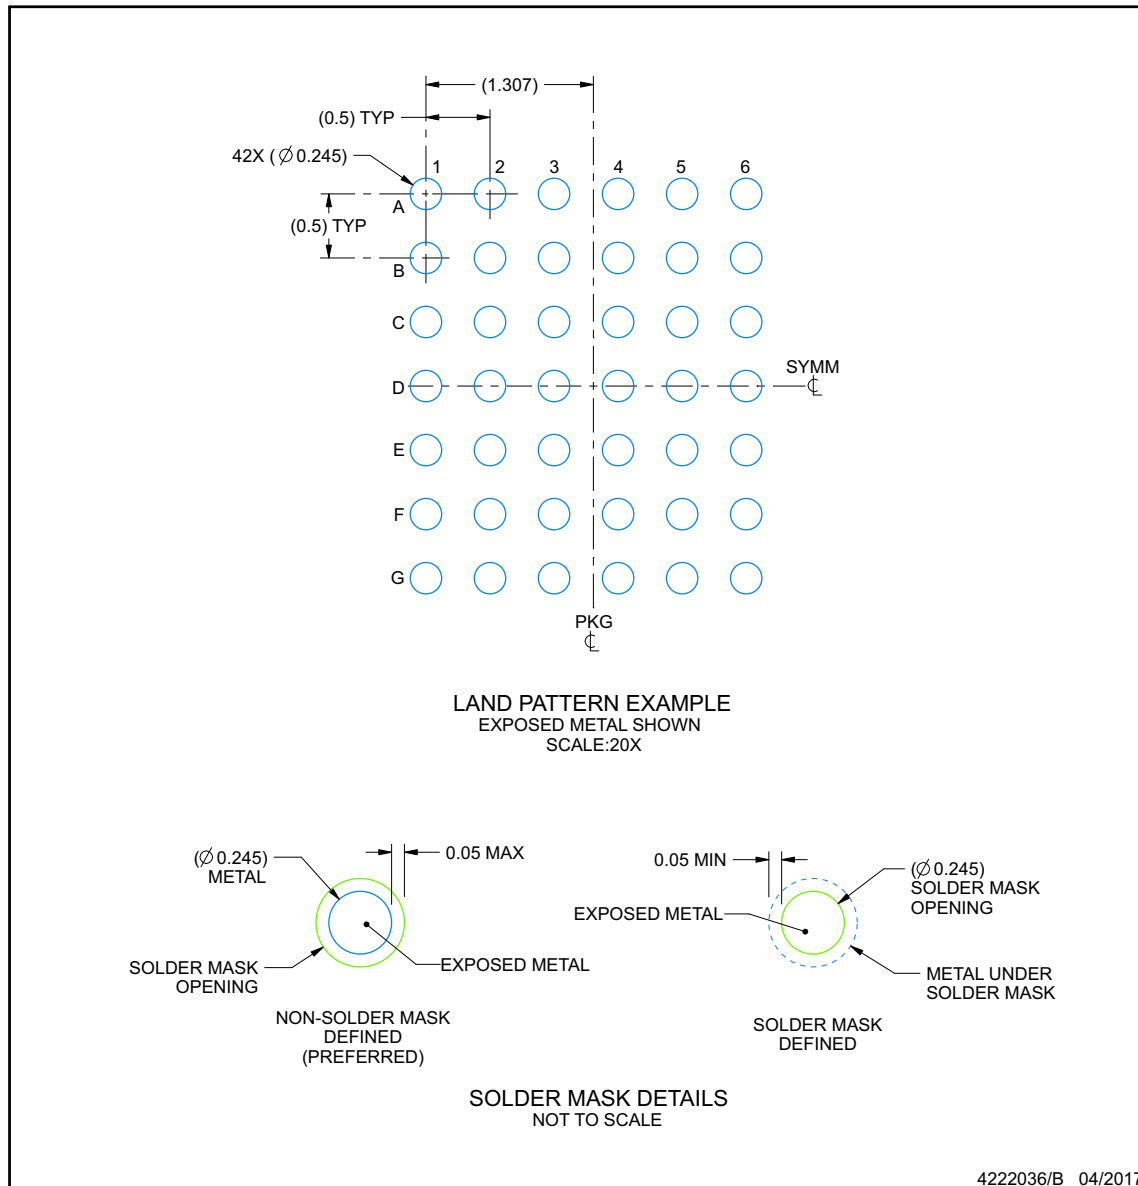 (1.307)
(0.5) TYP
42X (∅0.245)
1 2 3 4 5 6
A
(0.5) TYP
B
C
SYMM
D
E
F
G
PKG
LAND PATTERN EXAMPLE
EXPOSED METAL SHOWN
SCALE:20X
(∅0.245)
METAL
0.05 MAX
SOLDER MASK
OPENING
EXPOSED METAL
NON-SOLDER MASK
DEFINED
(PREFERRED)
0.05 MIN
(∅0.245)
SOLDER MASK
OPENING
EXPOSED METAL
METAL UNDER
SOLDER MASK
SOLDER MASK
DEFINED
SOLDER MASK DETAILS
NOT TO SCALE
4222036/B 04/2017